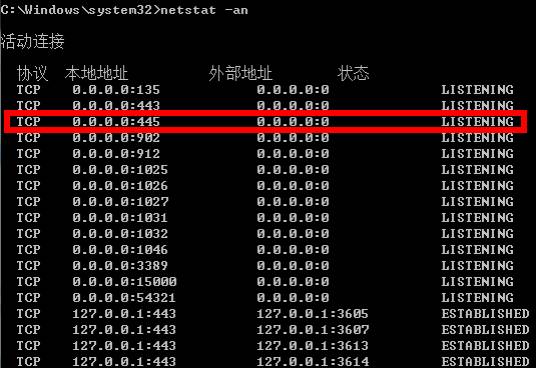 C:\Windows\system32>netstat -an
活动连接
协议 本地地址 外部地址 状态
TCP 0.0.0.0:135 0.0.0.0:0 LISTENING
TCP 0.0.0.0:443 0.0.0.0:0 LISTENING
TCP 0.0.0.0:445 0.0.0.0:0 LISTENING
TCP 0.0.0.0:902 0.0.0.0:0 LISTENING
TCP 0.0.0.0:912 0.0.0.0:0 LISTENING
TCP 0.0.0.0:1025 0.0.0.0:0 LISTENING
TCP 0.0.0.0:1026 0.0.0.0:0 LISTENING
TCP 0.0.0.0:1027 0.0.0.0:0 LISTENING
TCP 0.0.0.0:1031 0.0.0.0:0 LISTENING
TCP 0.0.0.0:1032 0.0.0.0:0 LISTENING
TCP 0.0.0.0:1046 0.0.0.0:0 LISTENING
TCP 0.0.0.0:3389 0.0.0.0:0 LISTENING
TCP 0.0.0.0:15000 0.0.0.0:0 LISTENING
TCP 0.0.0.0:54321 0.0.0.0:0 LISTENING
TCP 127.0.0.1:443 127.0.0.1:3605 ESTABLISHED
TCP 127.0.0.1:443 127.0.0.1:3607 ESTABLISHED
TCP 127.0.0.1:443 127.0.0.1:3613 ESTABLISHED
TCP 127.0.0.1:443 127.0.0.1:3614 ESTABLISHED